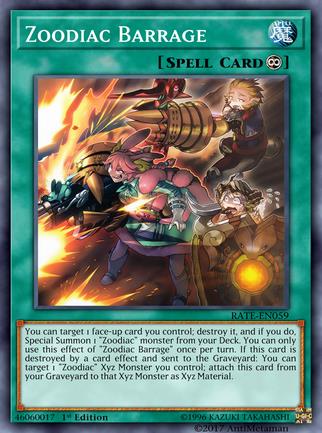 Zoodiac Barrage
[Spell Card]
RATE-EN059
You can target 1 face-up card you control; destroy it, and if you do,
Special Summon 1 "Zoodiac" monster from your Deck. You can only
use this effect of "Zoodiac Barrage" once per turn. If this card is
destroyed by a card effect and sent to the Graveyard: You can
target 1 "Zoodiac" Xyz Monster you control; attach this card
from your Graveyard to that Xyz Monster as Xyz Material.
46060017 1st Edition ©1996 KAZUKI TAKAHASHI
©2017 AntiMetaman